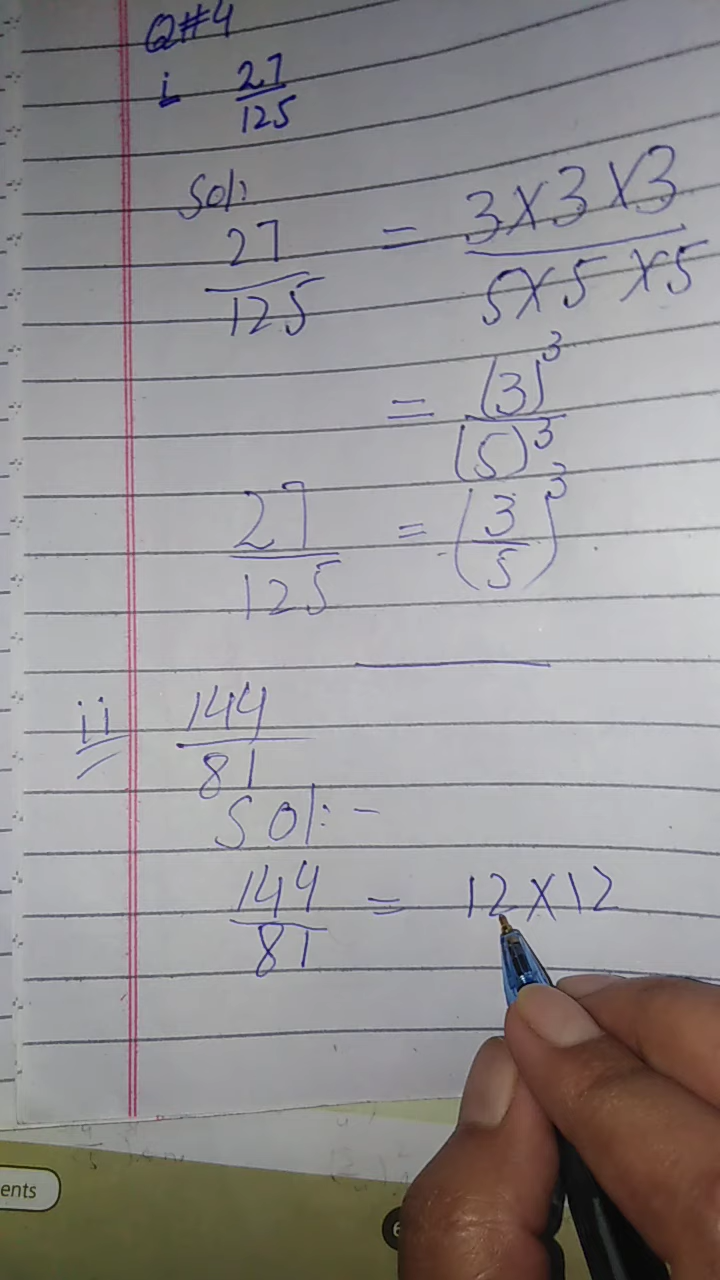 Q#4
i 27/125
Sol:
27/125 = 3×3×3/5×5×5
= (3)³/(5)³
27/125 = (3/5)³
ii 144/81
Sol:-
144/81 = 12×12
ents